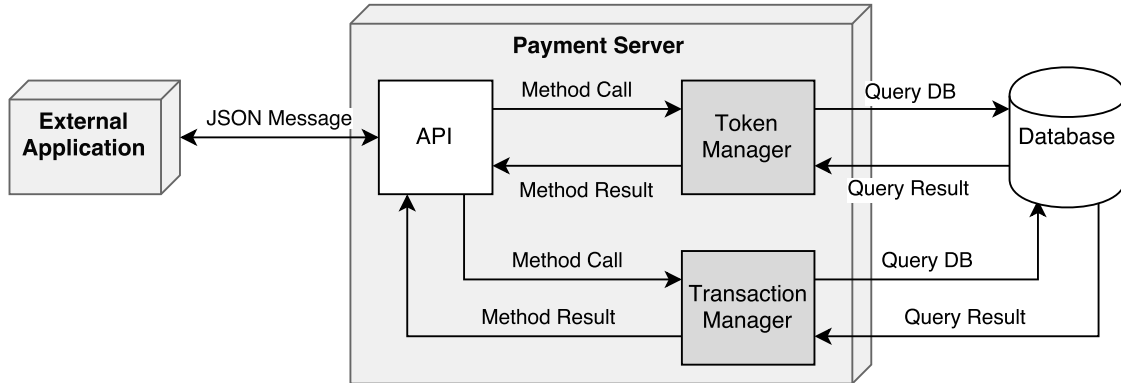 Payment Server
External
Application
JSON Message
API
Method Call
Token
Manager
Query DB
Database
Method Result
Query Result
Method Call
Transaction
Manager
Query DB
Method Result
Query Result